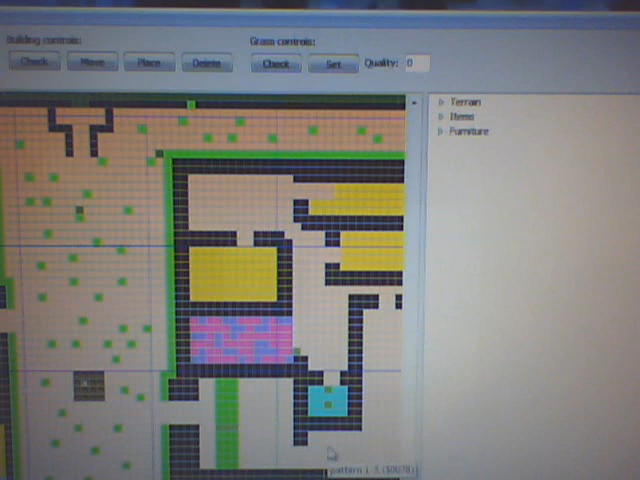 Building controls:
Grass controls:
Check Move Place Delete
Check Set Quality: 0
Terrain
Items
Furniture